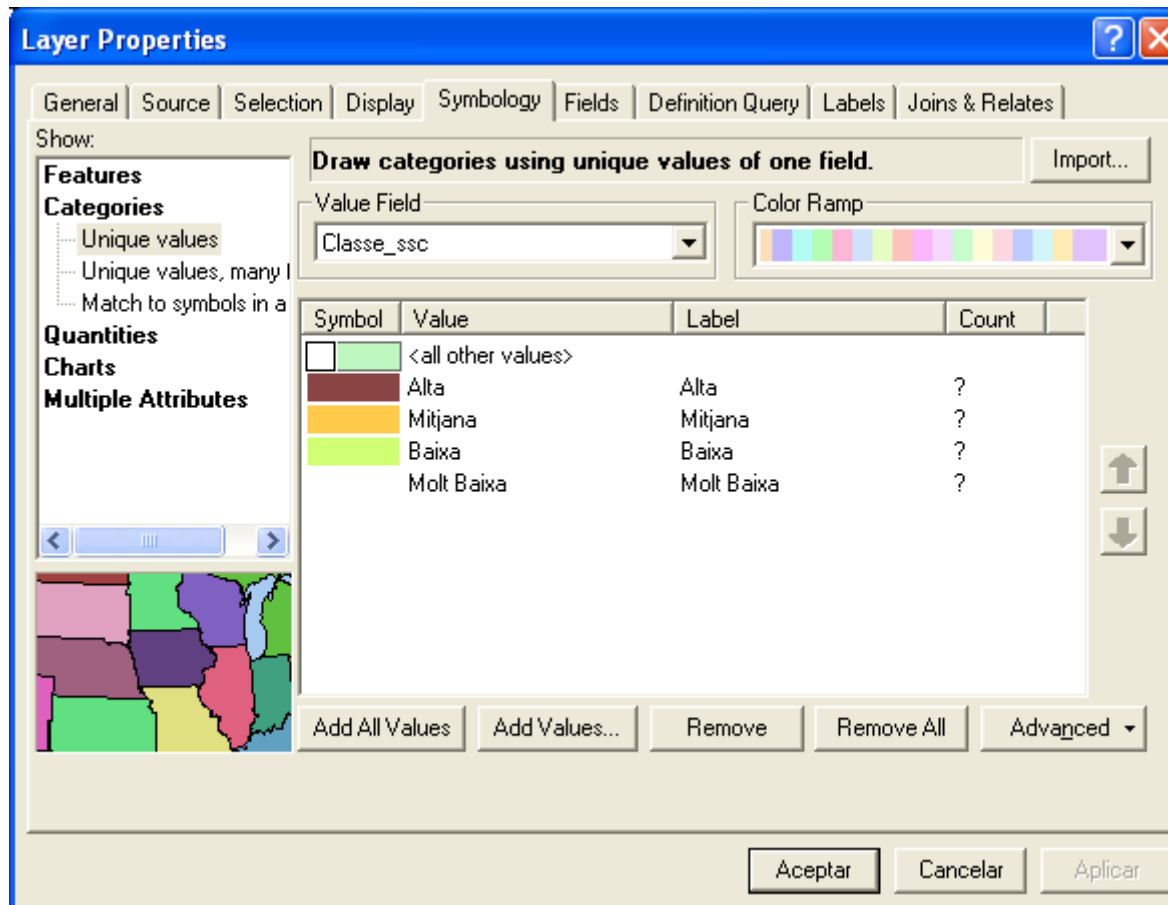 Layer Properties
General Source Selection Display Symbology Fields Definition Query Labels Joins & Relates
Show:
Features
Categories
Unique values
Unique values, many
Match to symbols in a
Quantities
Charts
Multiple Attributes
Draw categories using unique values of one field.
Import...
Value Field
Classe_ssc
Color Ramp
Symbol Value Label Count
<all other values>
Alta Alta ?
Mitjana Mitjana ?
Baixa Baixa ?
Molt Baixa Molt Baixa ?
Add All Values Add Values... Remove Remove All Advanced
Aceptar Cancelar Aplicar